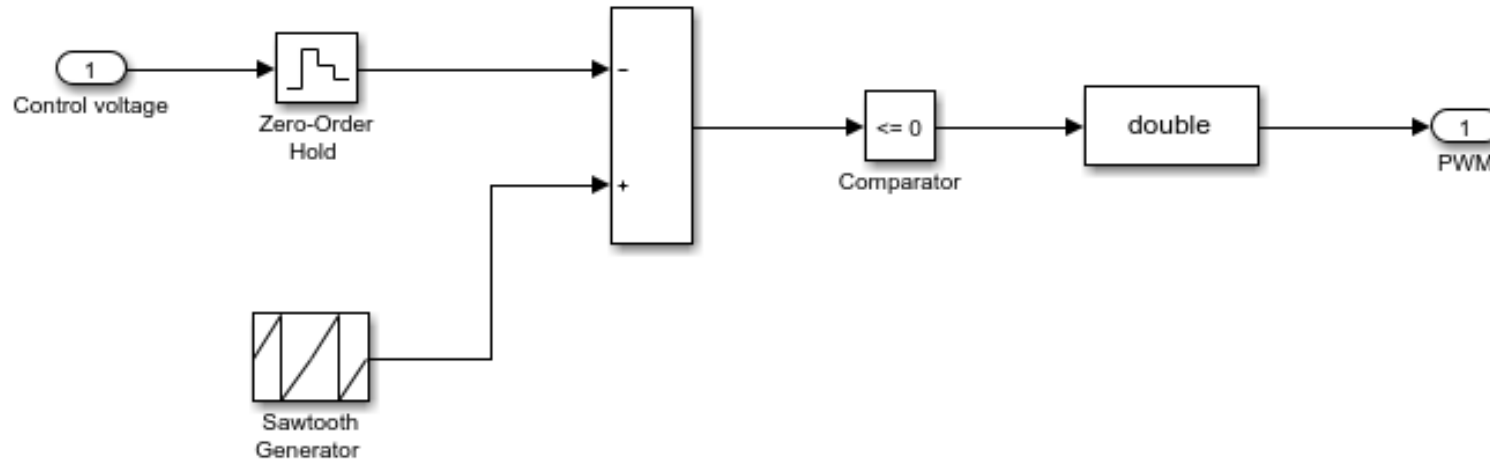 1
Control voltage
Zero-Order
Hold
−
+
Sawtooth
Generator
<= 0
Comparator
double
1
PWM